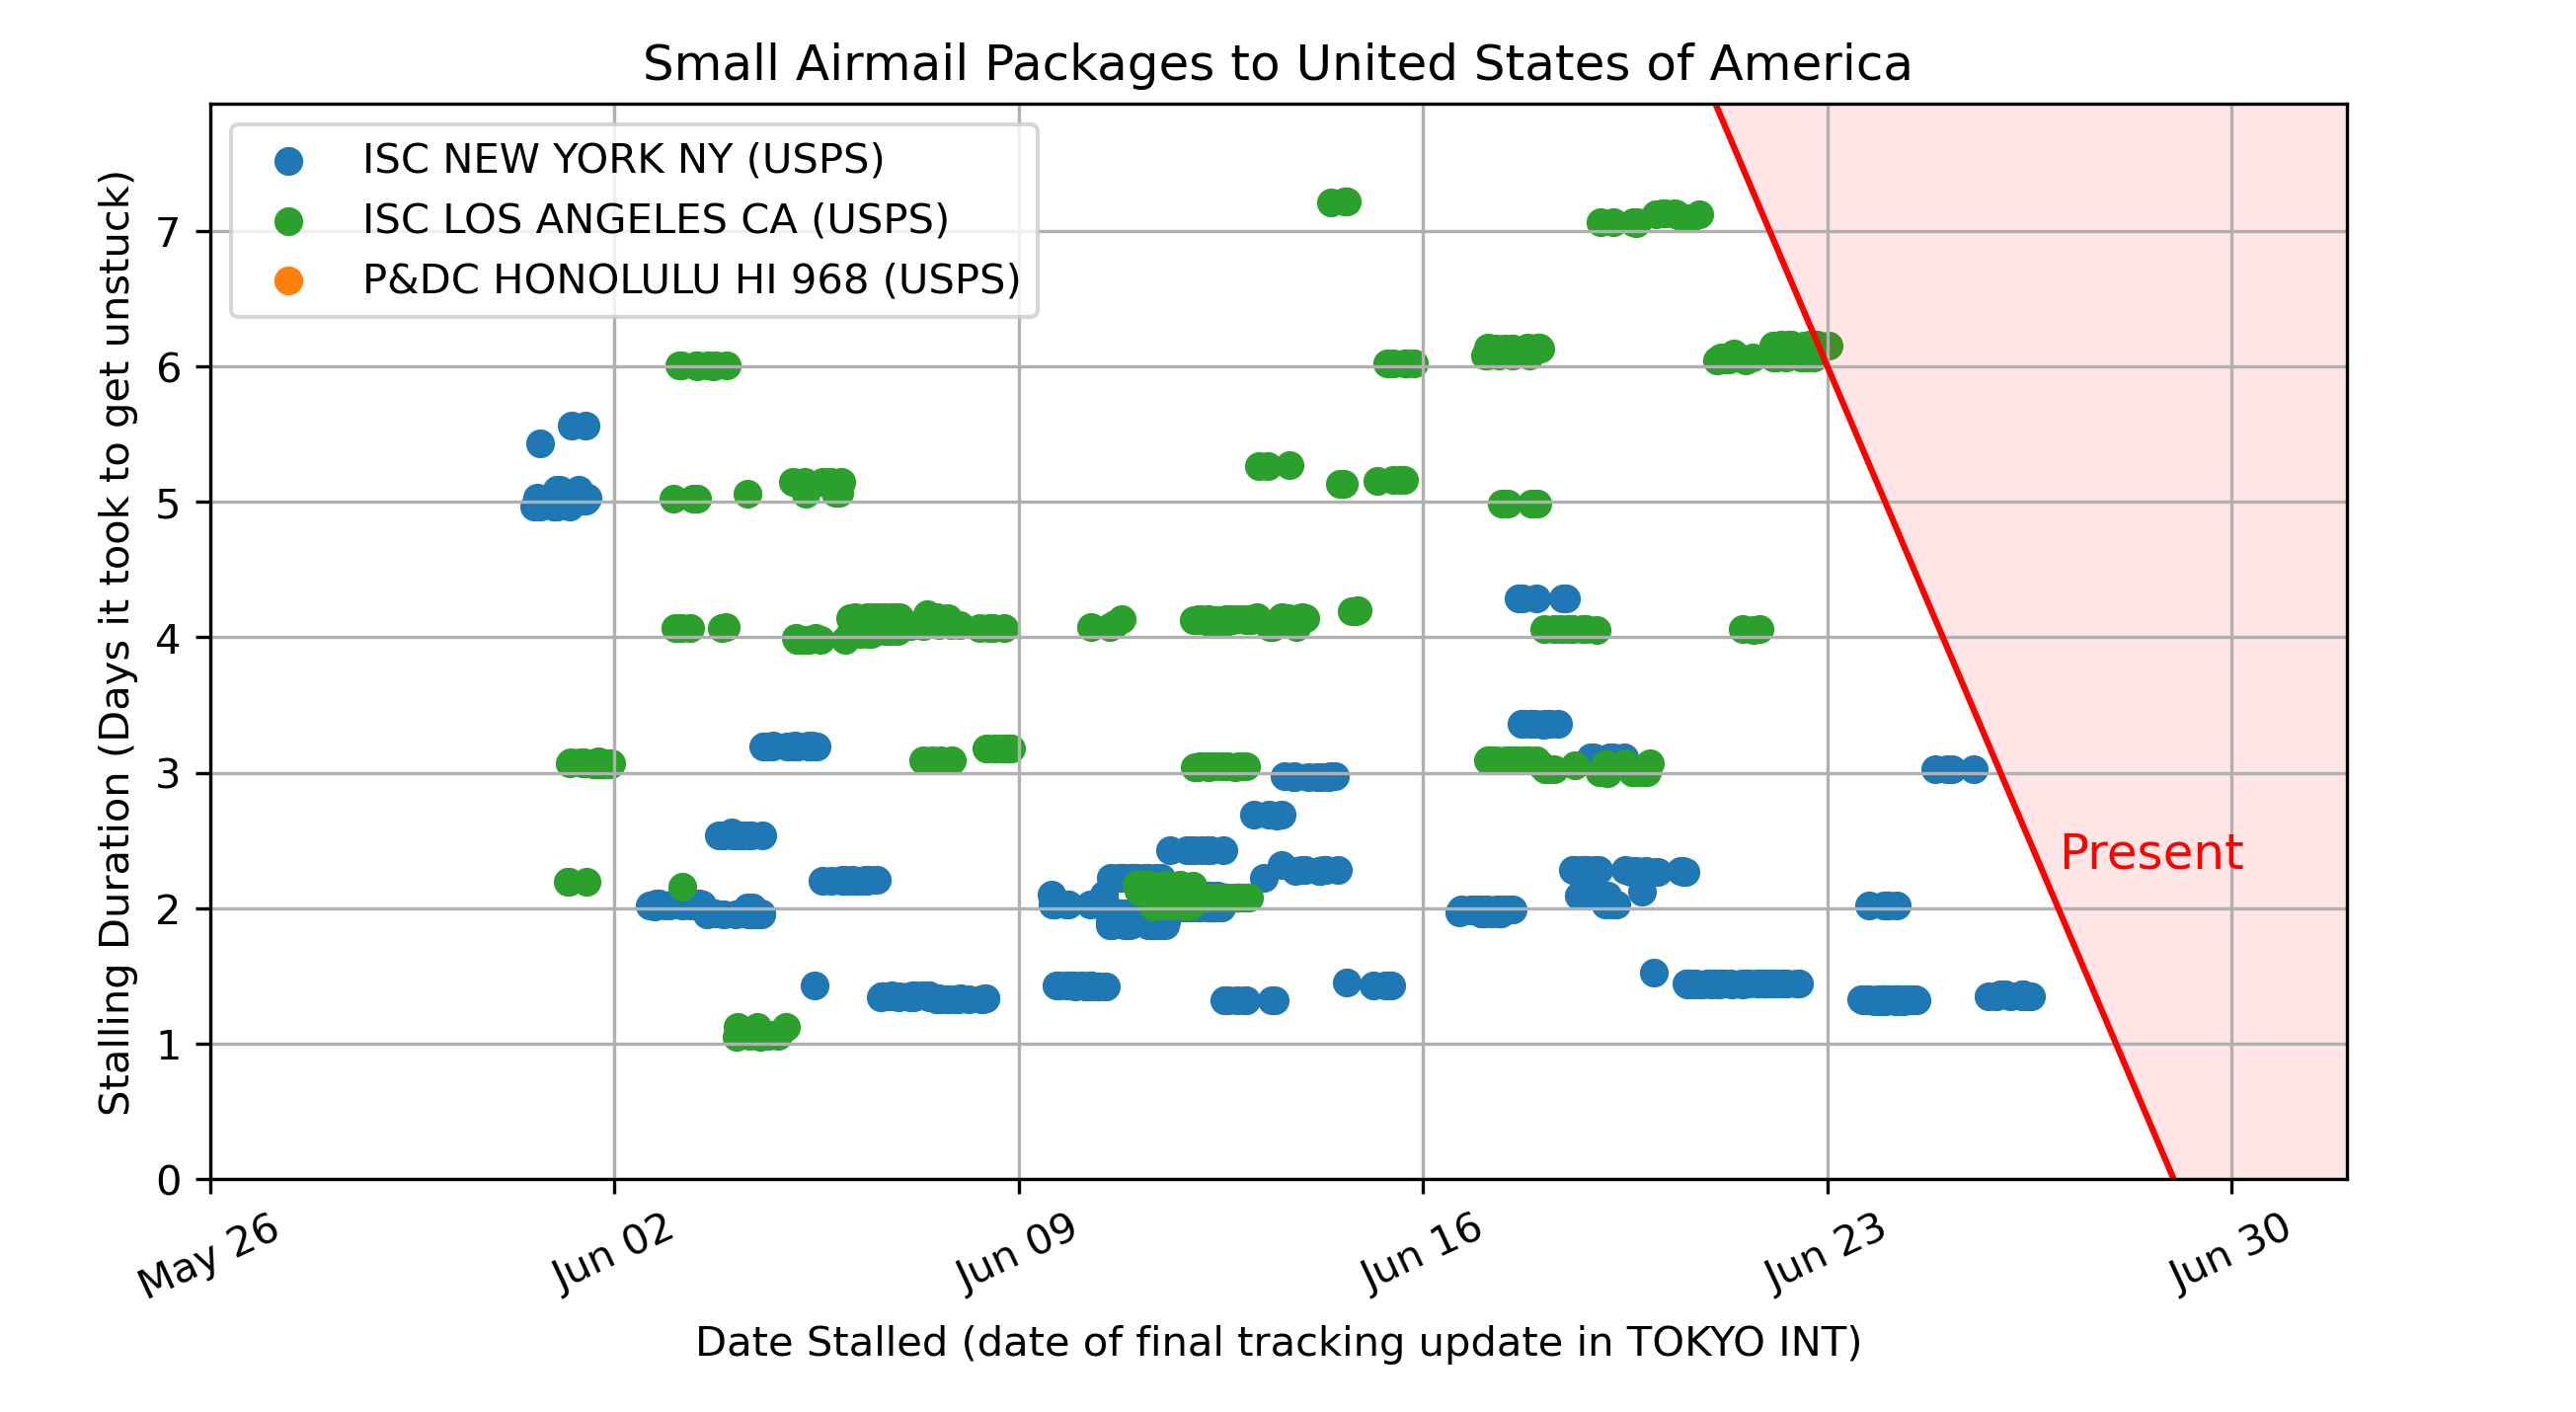 Small Airmail Packages to United States of America
ISC NEW YORK NY (USPS)
ISC LOS ANGELES CA (USPS)
P&DC HONOLULU HI 968 (USPS)
Stalling Duration (Days it took to get unstuck)
7
6
5
4
3
2
1
0
Present
May 26
Jun 02
Jun 09
Jun 16
Jun 23
Jun 30
Date Stalled (date of final tracking update in TOKYO INT)